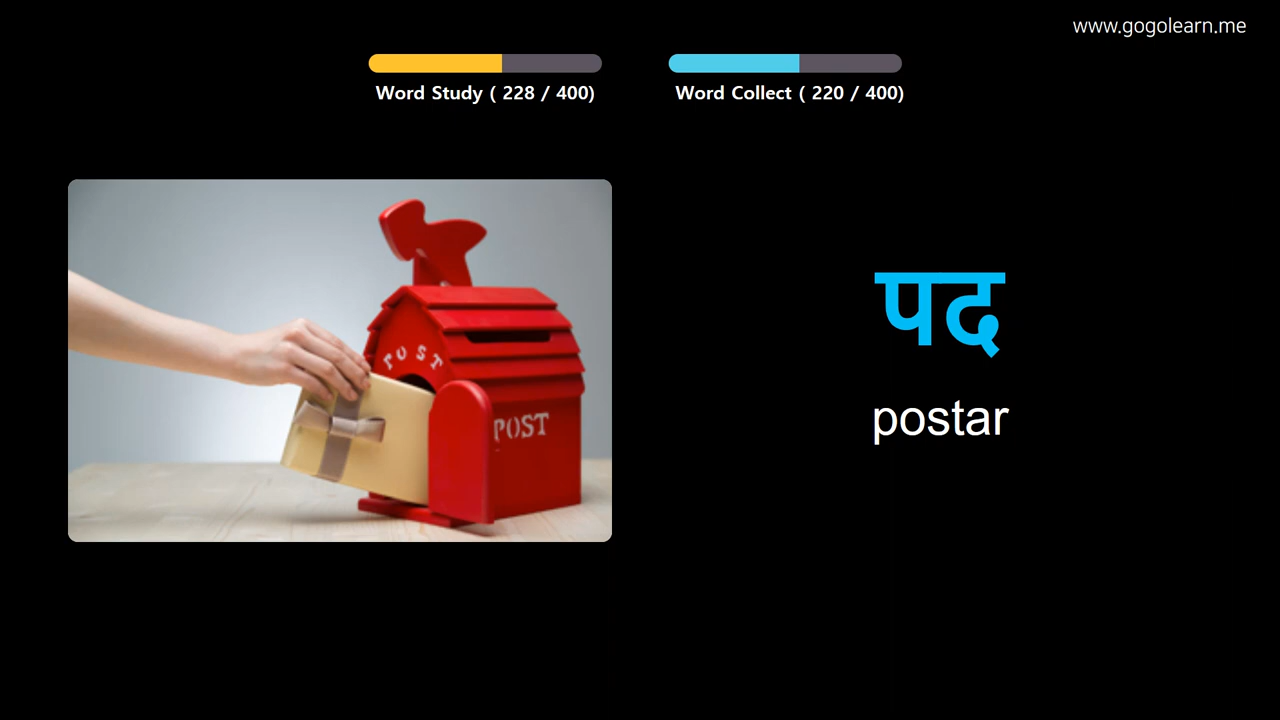 www.gogolearn.me
Word Study ( 228 / 400)
Word Collect ( 220 / 400)
POST
POST
पद
postar